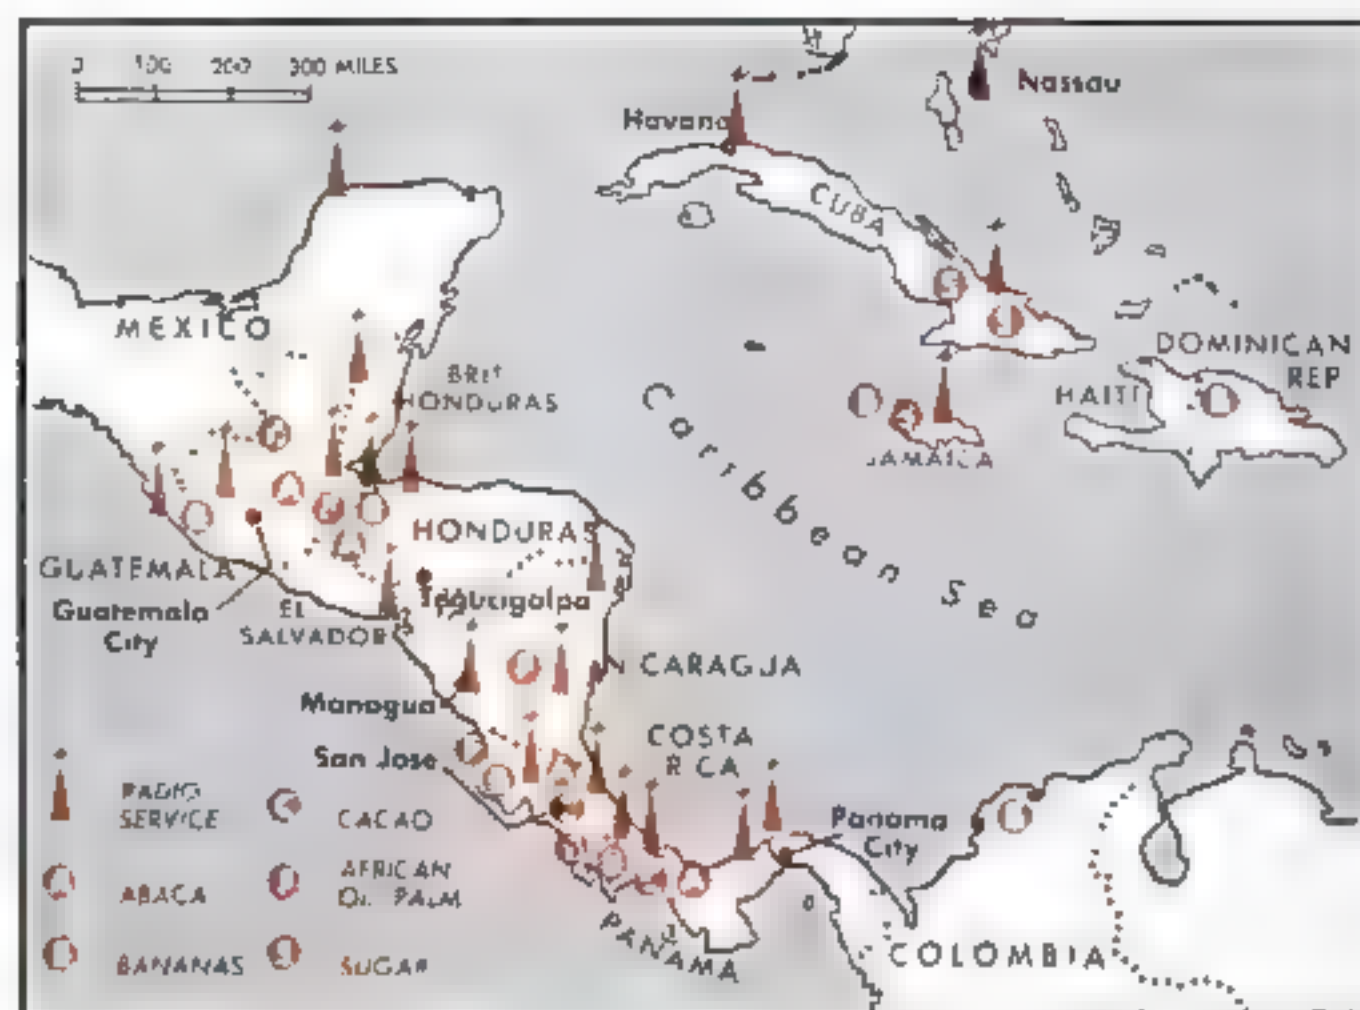 0 100 200 300 MILES
Nassau
Havana
CUBA
MEXICO
DOMINICAN
REP
HAITI
BRIT
HONDURAS
JAMAICA
Caribbean Sea
HONDURAS
GUATEMALA
Guatemala
City
EL
SALVADOR
Tegucigalpa
NICARAGUA
Managua
COSTA
RICA
San Jose
Panama
City
RADIO
SERVICE
CACAO
ABACA
AFRICAN
OIL PALM
BANANAS
SUGAR
PANAMA
COLOMBIA